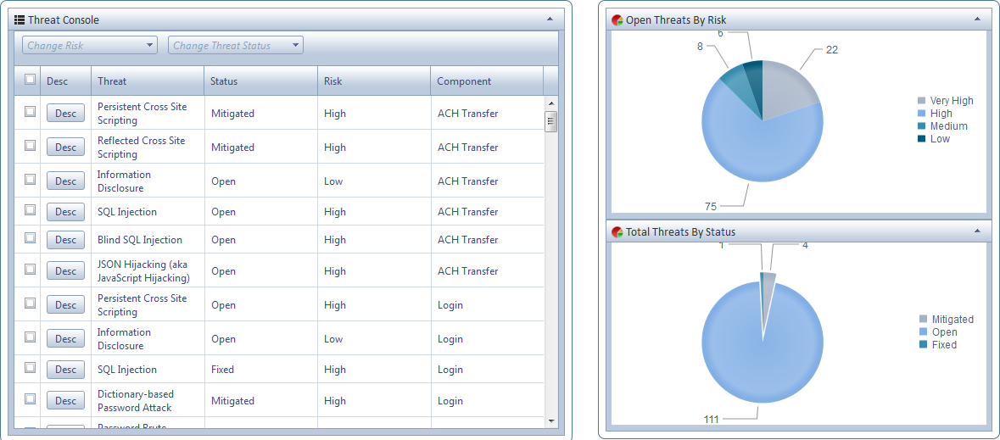 Threat Console
Change Risk Change Threat Status
Desc Threat Status Risk Component
Desc Persistent Cross Site Scripting Mitigated High ACH Transfer
Desc Reflected Cross Site Scripting Mitigated High ACH Transfer
Desc Information Disclosure Open Low ACH Transfer
Desc SQL Injection Open High ACH Transfer
Desc Blind SQL Injection Open High ACH Transfer
Desc JSON Hijacking (aka JavaScript Hijacking) Open High ACH Transfer
Desc Persistent Cross Site Scripting Open High Login
Desc Information Disclosure Open Low Login
Desc SQL Injection Fixed High Login
Desc Dictionary-based Password Attack Mitigated High Login
Password Brute
Open Threats By Risk
6
8
22
75
Very High
High
Medium
Low
Total Threats By Status
1
4
111
Mitigated
Open
Fixed